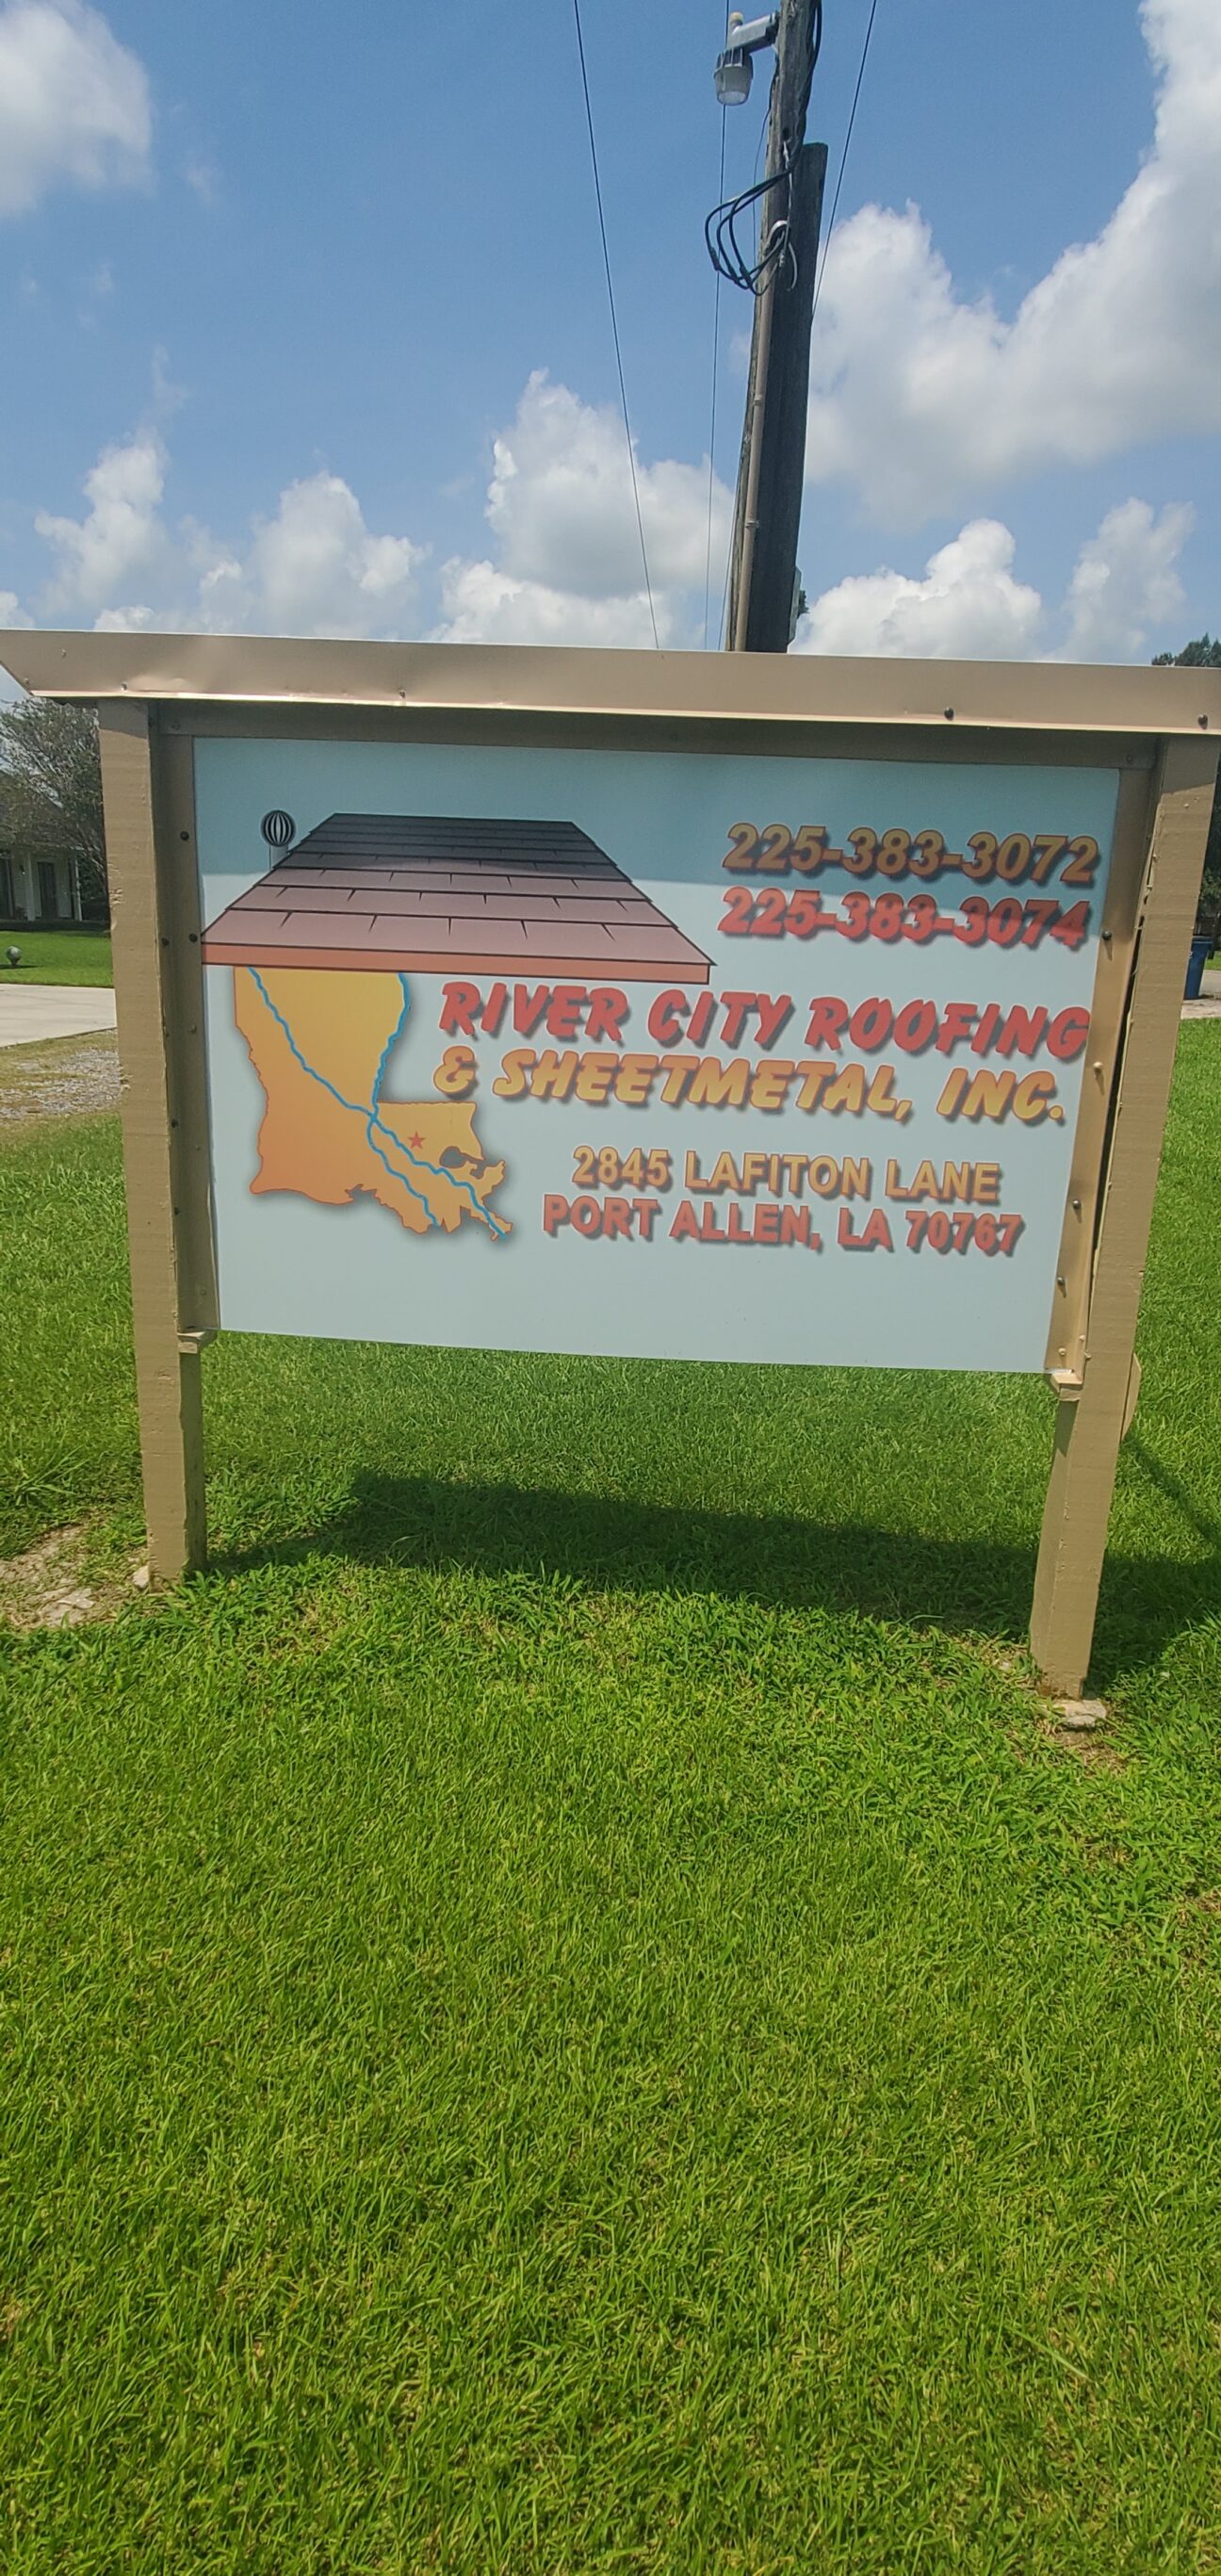 225-383-3072
225-383-3074
RIVER CITY ROOFING
& SHEETMETAL, INC.
2845 LAFITON LANE
PORT ALLEN, LA 70767